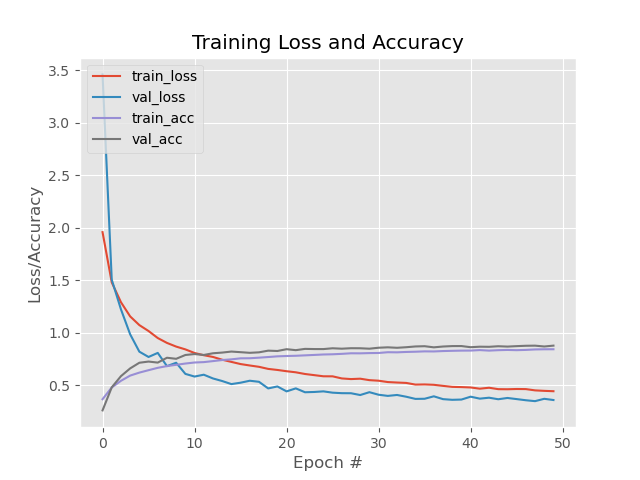 Training Loss and Accuracy
3.5
3.0
2.5
2.0
1.5
1.0
0.5
Loss/Accuracy
train_loss
val_loss
train_acc
val_acc
0 10 20 30 40 50
Epoch #